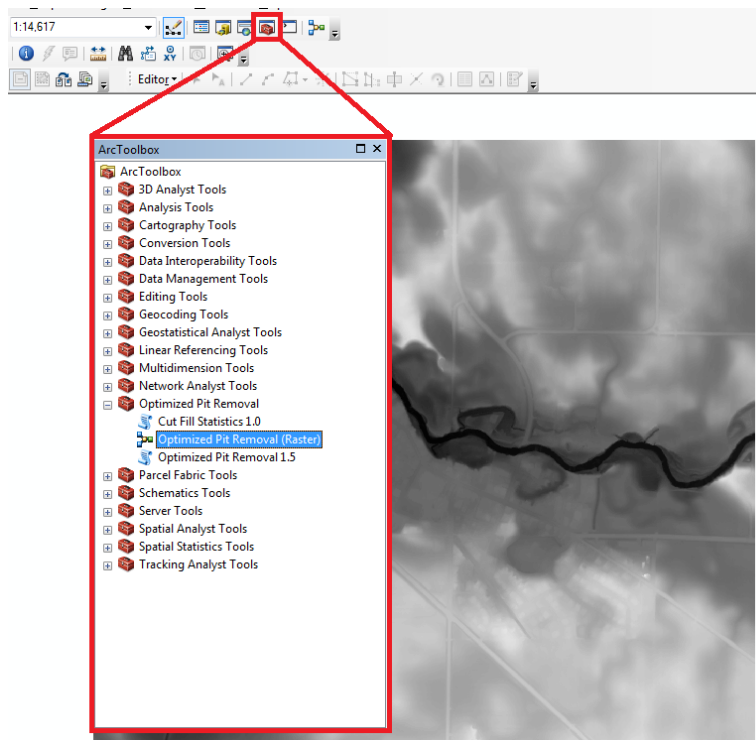 1:14,617
Editor
ArcToolbox
ArcToolbox
3D Analyst Tools
Analysis Tools
Cartography Tools
Conversion Tools
Data Interoperability Tools
Data Management Tools
Editing Tools
Geocoding Tools
Geostatistical Analyst Tools
Linear Referencing Tools
Multidimension Tools
Network Analyst Tools
Optimized Pit Removal
Cut Fill Statistics 1.0
Optimized Pit Removal (Raster)
Optimized Pit Removal 1.5
Parcel Fabric Tools
Schematics Tools
Server Tools
Spatial Analyst Tools
Spatial Statistics Tools
Tracking Analyst Tools